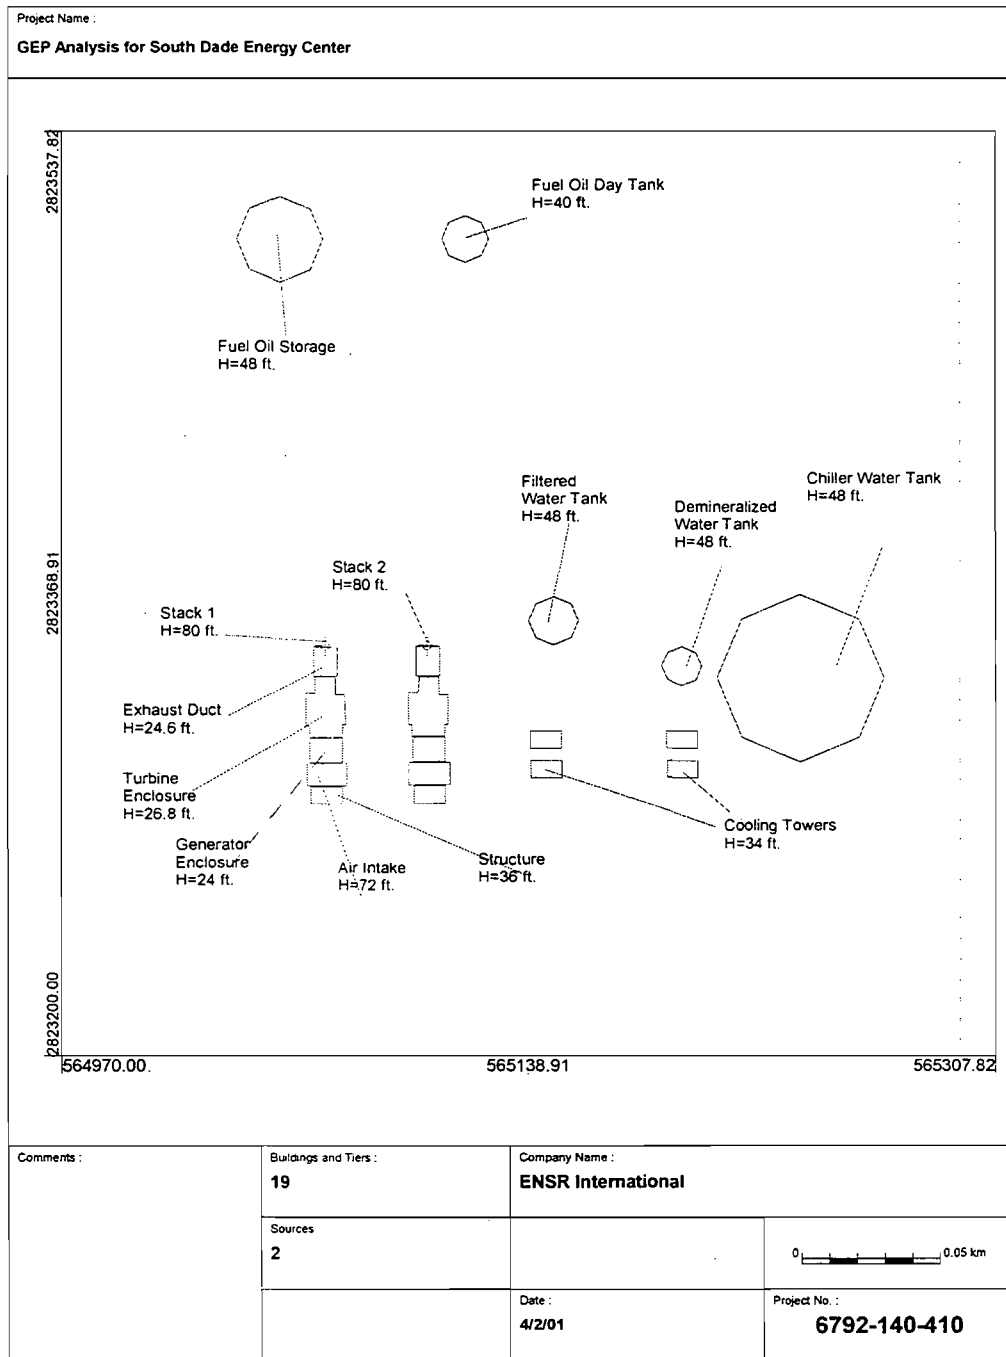 Project Name :
GEP Analysis for South Dade Energy Center
2823537.82
Fuel Oil Day Tank
H=40 ft.
Fuel Oil Storage
H=48 ft.
Filtered
Water Tank
H=48 ft.
Chiller Water Tank
H=48 ft.
Demineralized
Water Tank
H=48 ft.
2823368.91
Stack 2
H=80 ft.
Stack 1
H=80 ft.
Exhaust Duct
H=24.6 ft.
Turbine
Enclosure
H=26.8 ft.
Generator
Enclosure
H=24 ft.
Air Intake
H=72 ft.
Structure
H=36 ft.
Cooling Towers
H=34 ft.
2823200.00
564970.00
565138.91
565307.82
Comments :
Buildings and Tiers :
19
Company Name :
ENSR International
Sources
2
0 0.05 km
Date :
4/2/01
Project No. :
6792-140-410